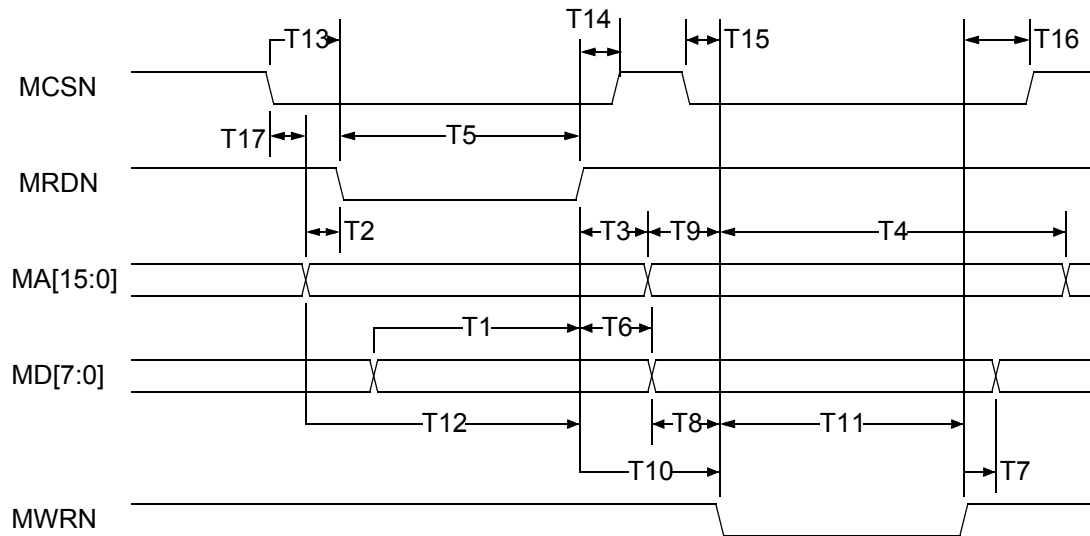 T14
T13
T15
T16
MCSN
T17
T5
MRDN
T2
T3
T9
T4
MA[15:0]
T1
T6
MD[7:0]
T12
T8
T11
T10
T7
MWRN